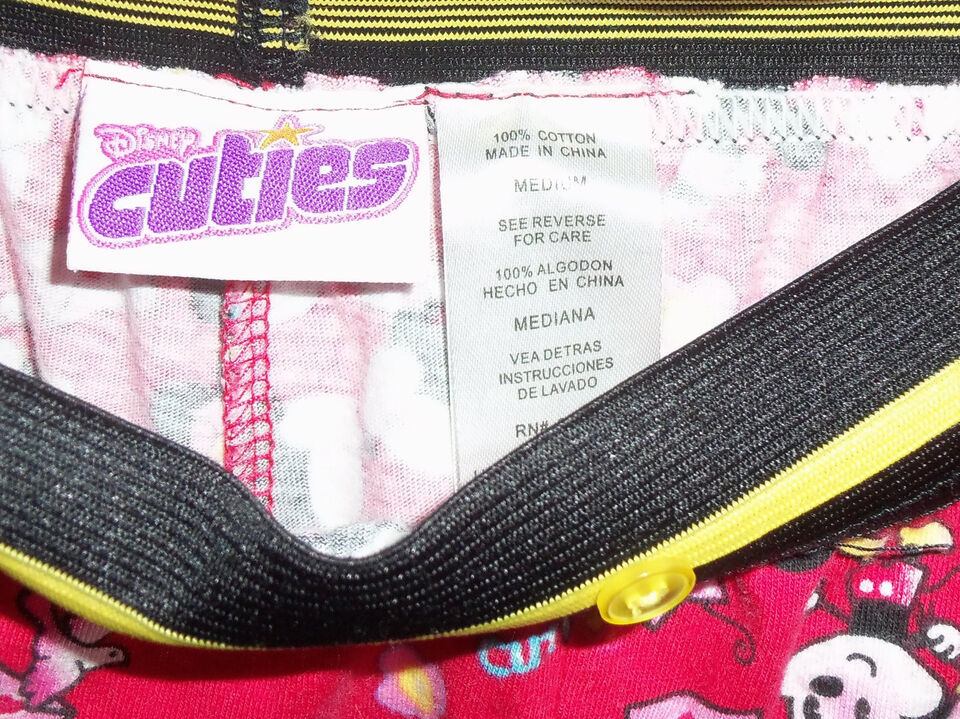 Disney
cuties
100% COTTON
MADE IN CHINA
MEDIUM
SEE REVERSE
FOR CARE
100% ALGODON
HECHO EN CHINA
MEDIANA
VEA DETRAS
INSTRUCCIONES
DE LAVADO
RN#